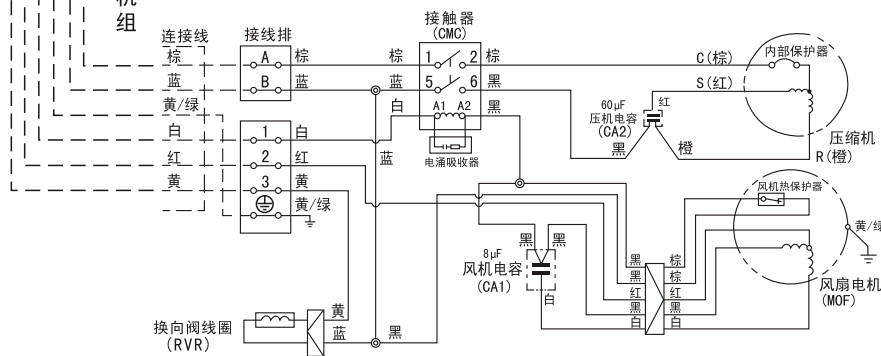 机
组
连接线
接线排
接触器
(CMC)
棕 A 棕 棕 1 2 棕 C(棕) 内部保护器
蓝 B 蓝 蓝 5 6 黑 S(红)
黄/绿 白 A1 A2 黑 60μF 红
压机电容
(CA2)
白 1 白
红 2 红 蓝 电涌吸收器 黑 橙 R(橙) 压缩机
黄 3 黄
黄/绿
风机热保护器
黄/绿
黑 黑
8μF
风机电容
(CA1)
白
黑 棕
黑 棕
红 红
黑 黑
白 白
风扇电机
(MOF)
换向阀线圈
(RVR)
黄
蓝 黑